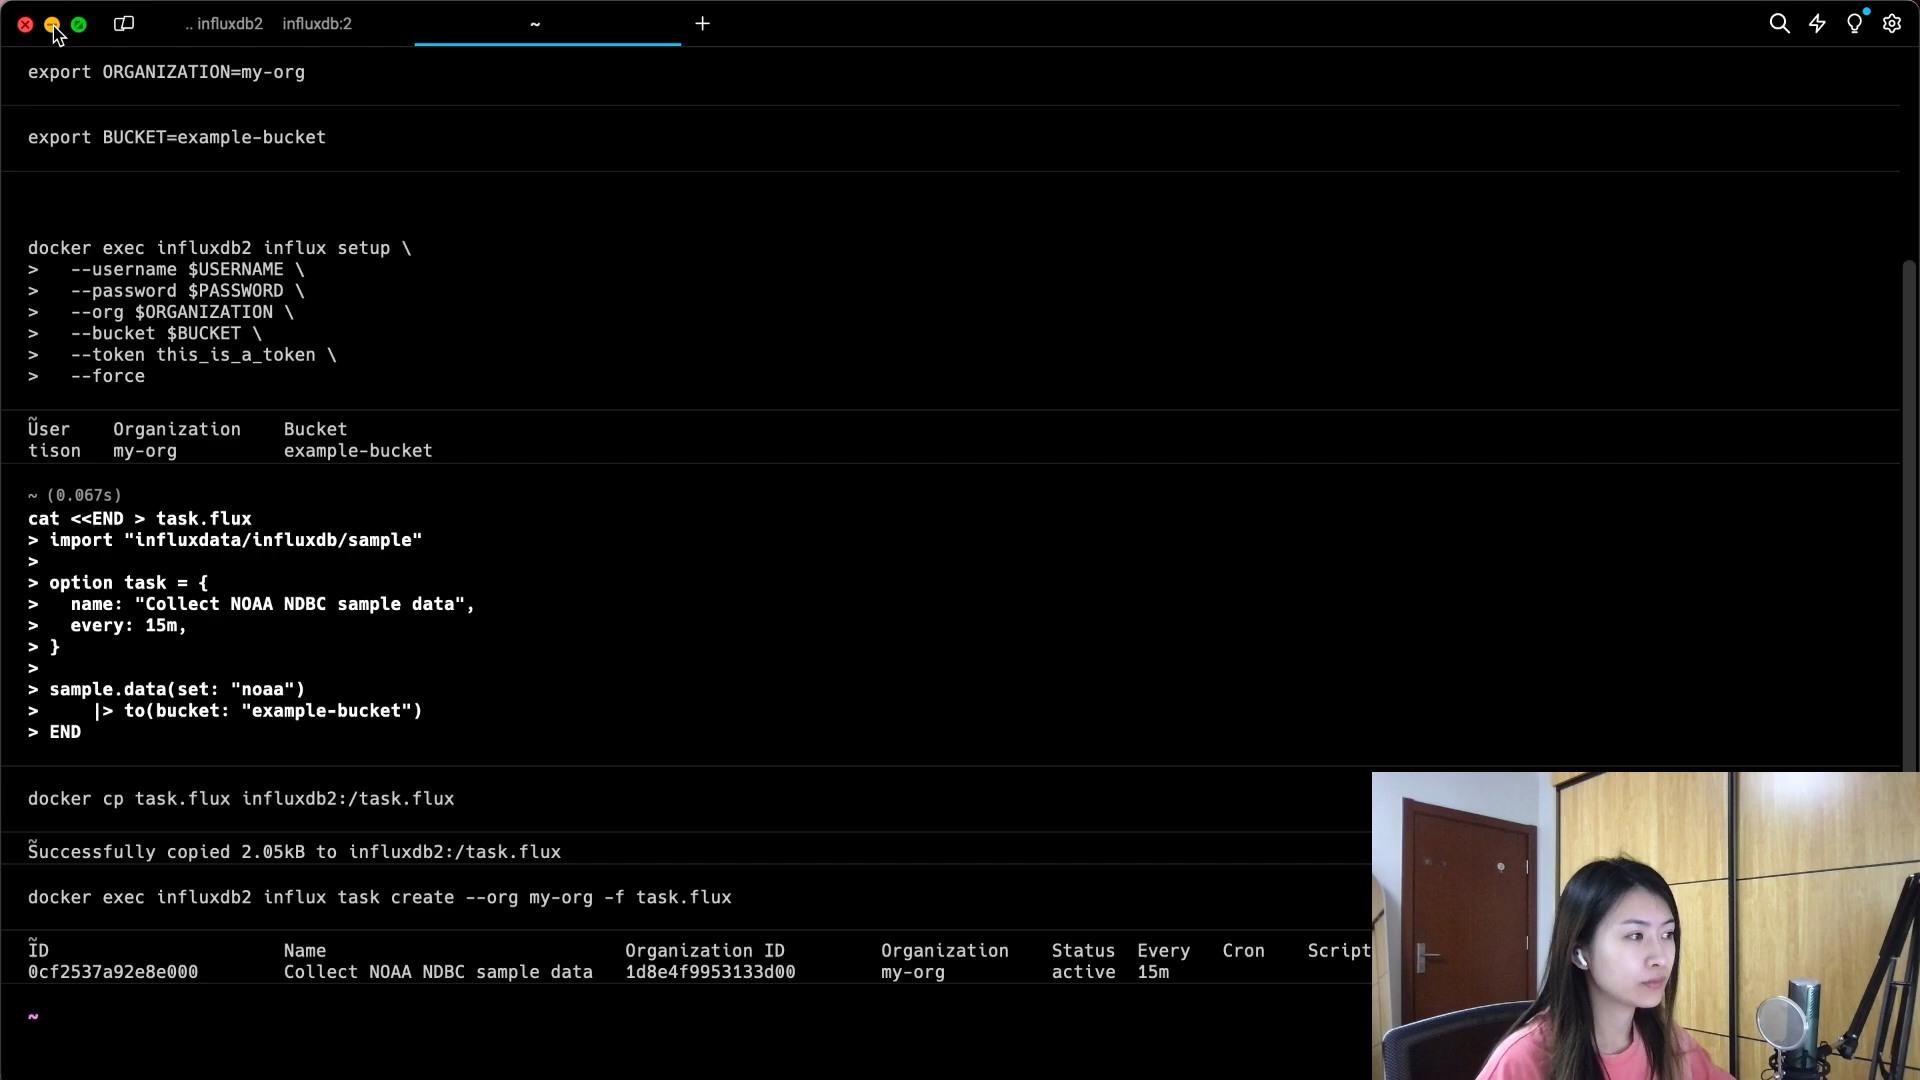 .. influxdb2 influxdb:2
~
export ORGANIZATION=my-org
export BUCKET=example-bucket
docker exec influxdb2 influx setup \
>   --username $USERNAME \
>   --password $PASSWORD \
>   --org $ORGANIZATION \
>   --bucket $BUCKET \
>   --token this_is_a_token \
>   --force
~
User    Organization    Bucket
tison   my-org          example-bucket
~ (0.067s)
cat <<END > task.flux
> import "influxdata/influxdb/sample"
>
> option task = {
>   name: "Collect NOAA NDBC sample data",
>   every: 15m,
> }
>
> sample.data(set: "noaa")
>     |> to(bucket: "example-bucket")
> END
docker cp task.flux influxdb2:/task.flux
~
Successfully copied 2.05kB to influxdb2:/task.flux
docker exec influxdb2 influx task create --org my-org -f task.flux
~
ID                      Name                            Organization ID         Organization    Status  Every   Cron    Script
0cf2537a92e8e000        Collect NOAA NDBC sample data   1d8e4f9953133d00        my-org          active  15m
~